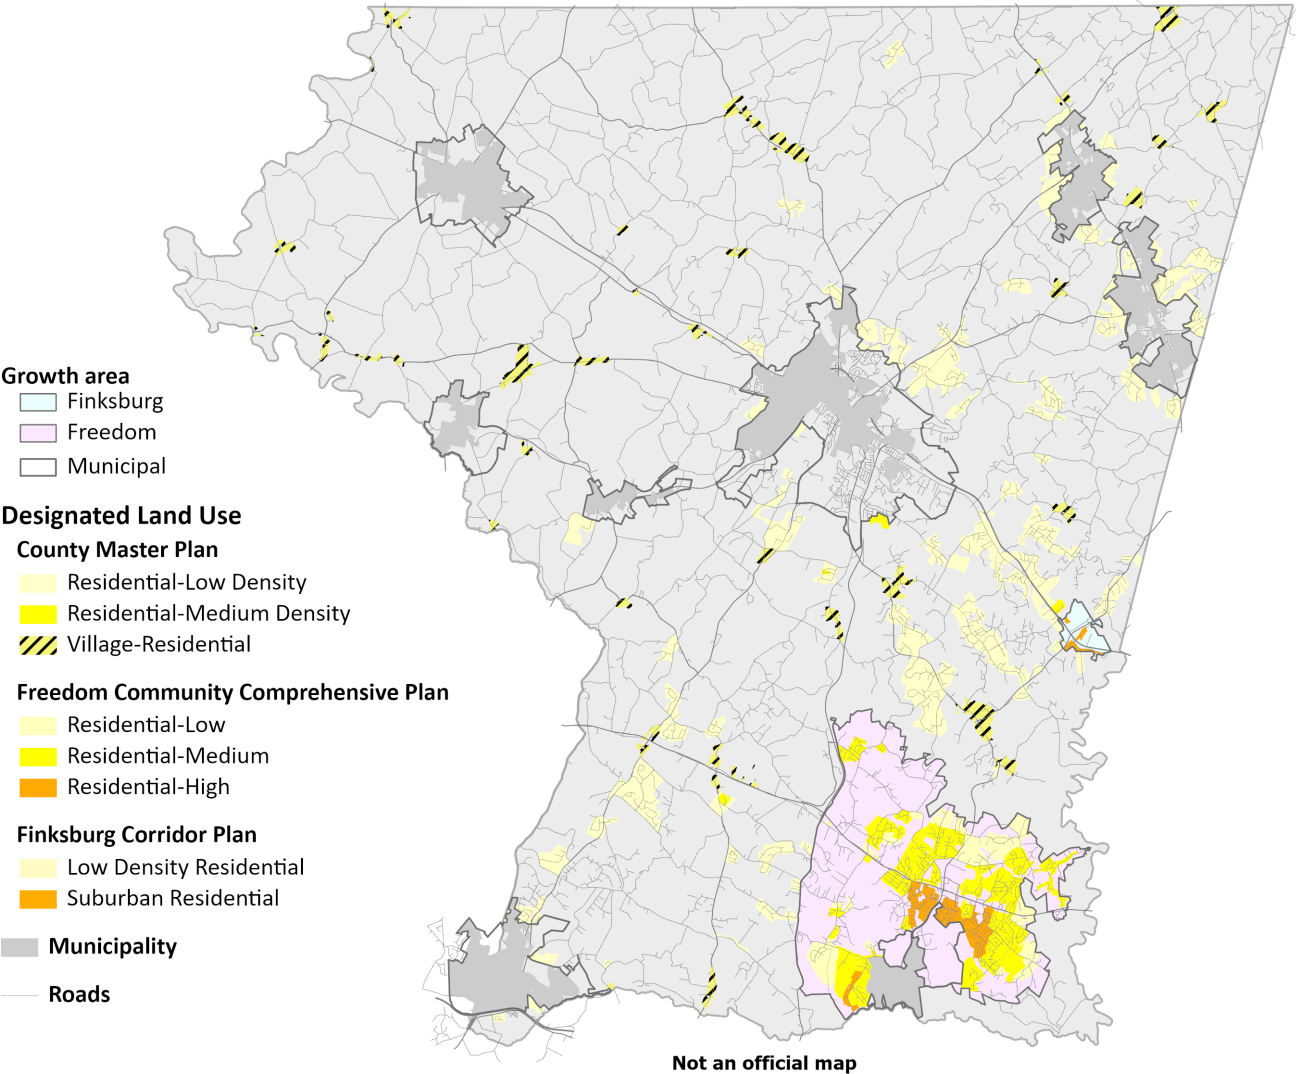 Growth area
Finksburg
Freedom
Municipal
Designated Land Use
County Master Plan
Residential-Low Density
Residential-Medium Density
Village-Residential
Freedom Community Comprehensive Plan
Residential-Low
Residential-Medium
Residential-High
Finksburg Corridor Plan
Low Density Residential
Suburban Residential
Municipality
Roads
Not an official map